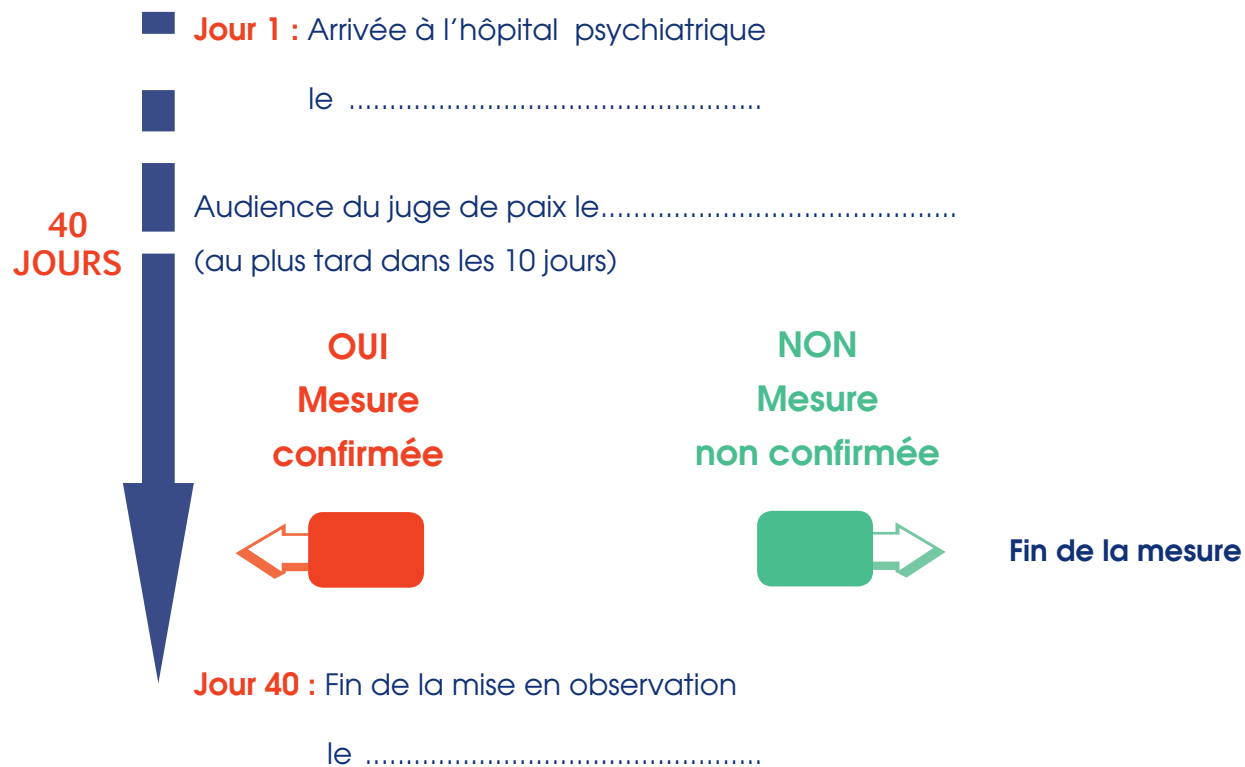 Jour 1 : Arrivée à l’hôpital psychiatrique
le ...................................................
Audience du juge de paix le............................................
(au plus tard dans les 10 jours)
40
JOURS
OUI
Mesure
confirmée
NON
Mesure
non confirmée
Fin de la mesure
Jour 40 : Fin de la mise en observation
le .................................................